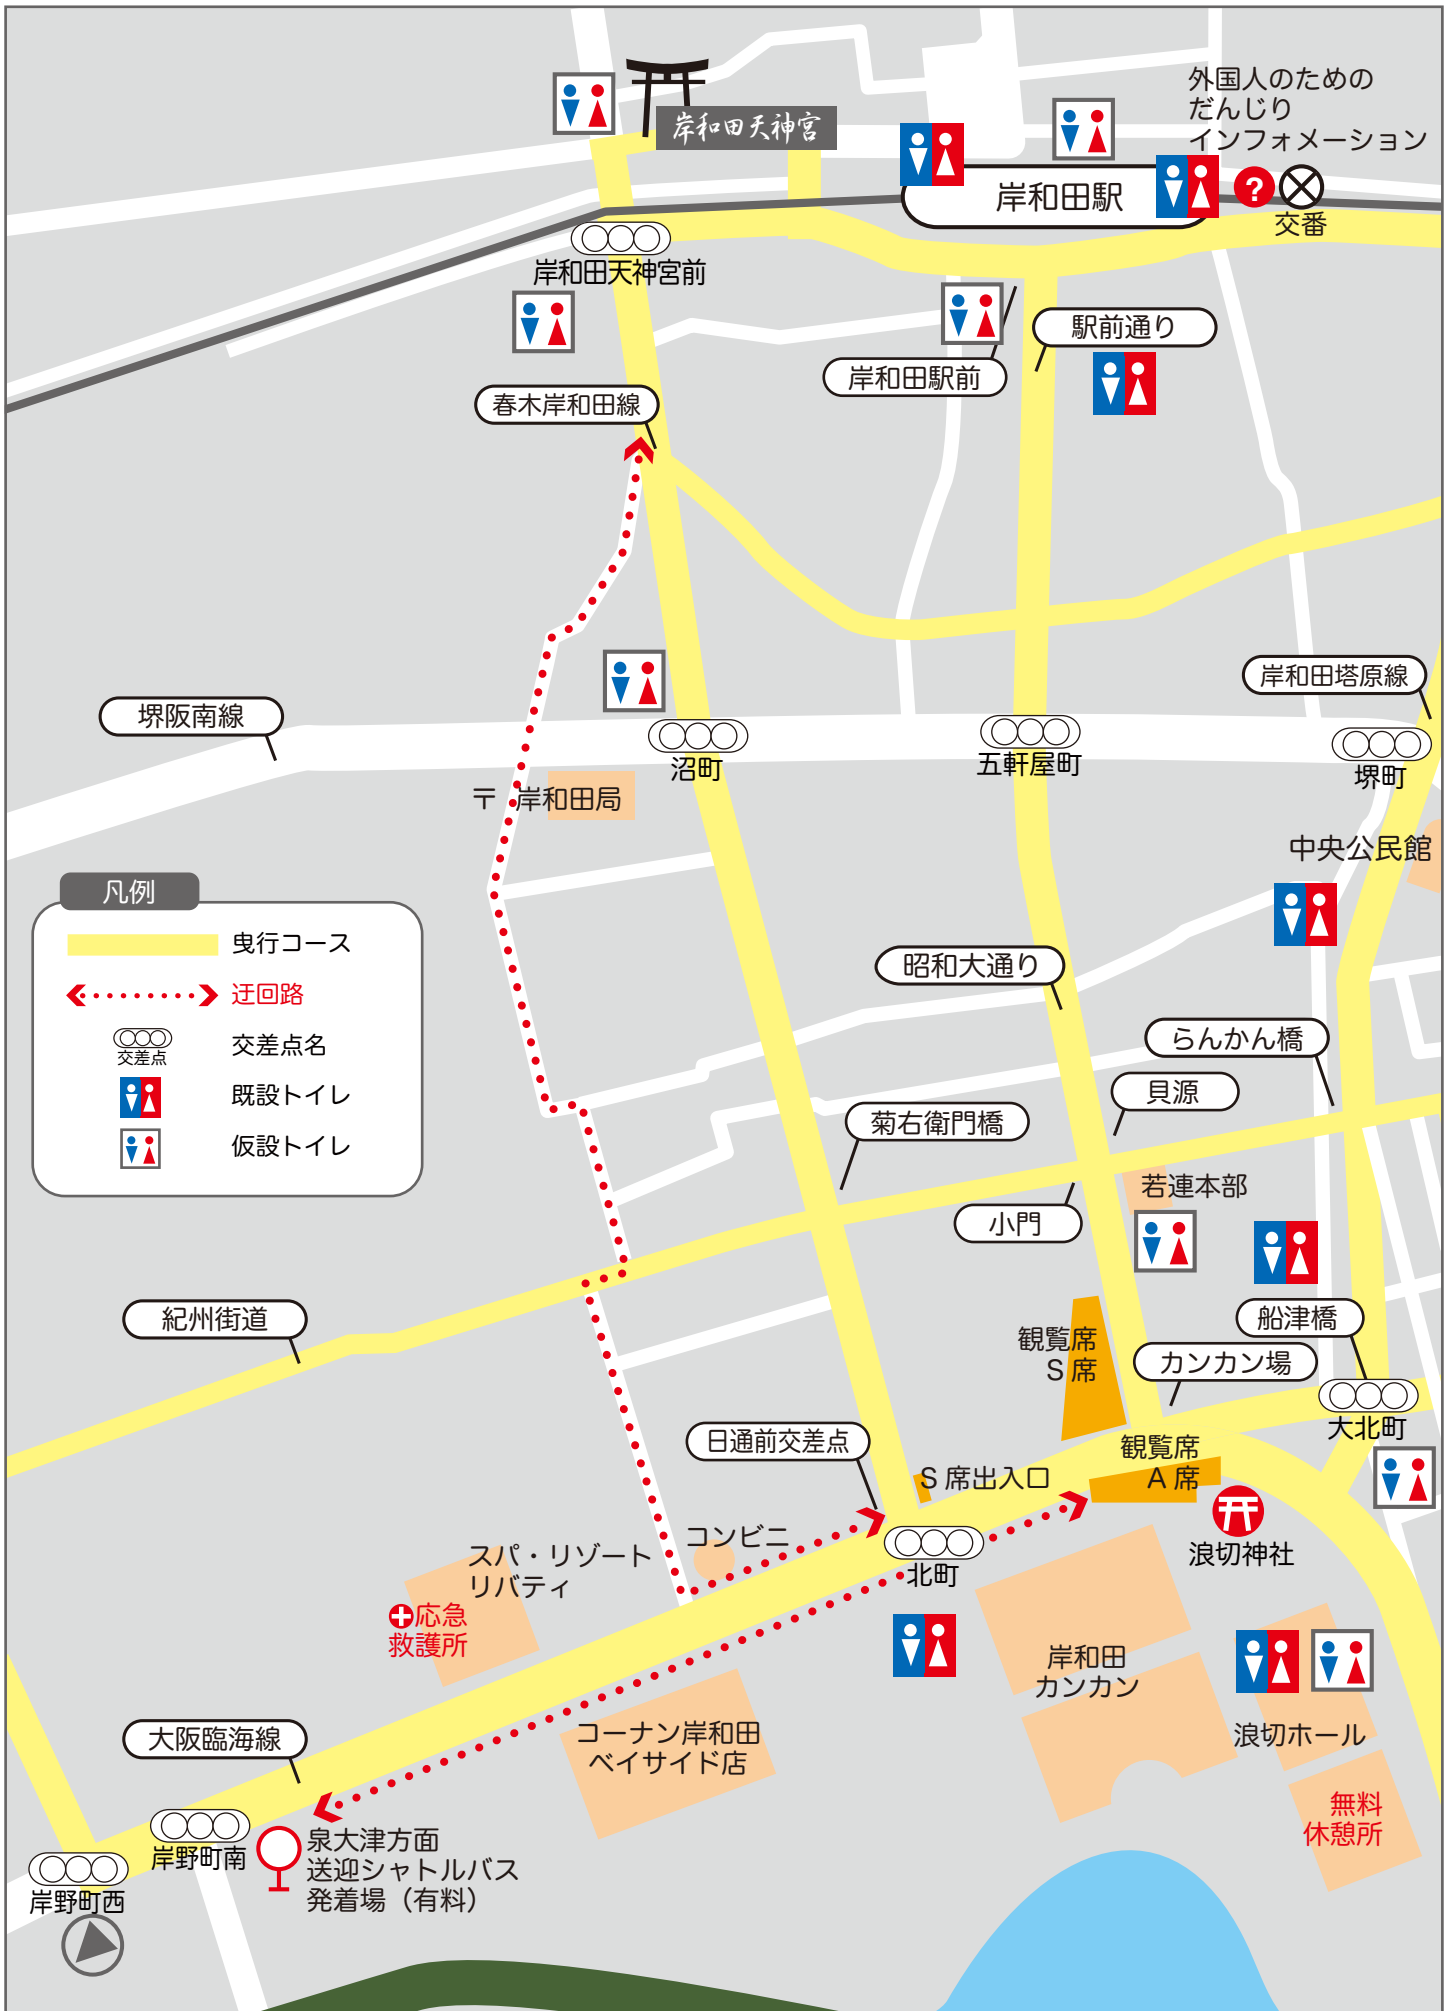 外国人のための
だんじり
インフォメーション
岸和田天神宮
岸和田駅
?
交番
岸和田天神宮前
駅前通り
岸和田駅前
春木岸和田線
岸和田塔原線
堺阪南線
沼町
五軒屋町
堺町
〒 岸和田局
中央公民館
凡例
曳行コース
迂回路
交差点
交差点名
既設トイレ
仮設トイレ
昭和大通り
らんかん橋
貝源
菊右衛門橋
若連本部
小門
紀州街道
船津橋
観覧席
S席
カンカン場
大北町
日通前交差点
観覧席
A席
S席出入口
コンビニ
浪切神社
スパ・リゾート
リバティ
北町
応急
救護所
岸和田
カンカン
コーナン岸和田
ベイサイド店
浪切ホール
大阪臨海線
無料
休憩所
岸野町南
泉大津方面
送迎シャトルバス
発着場（有料）
岸野町西